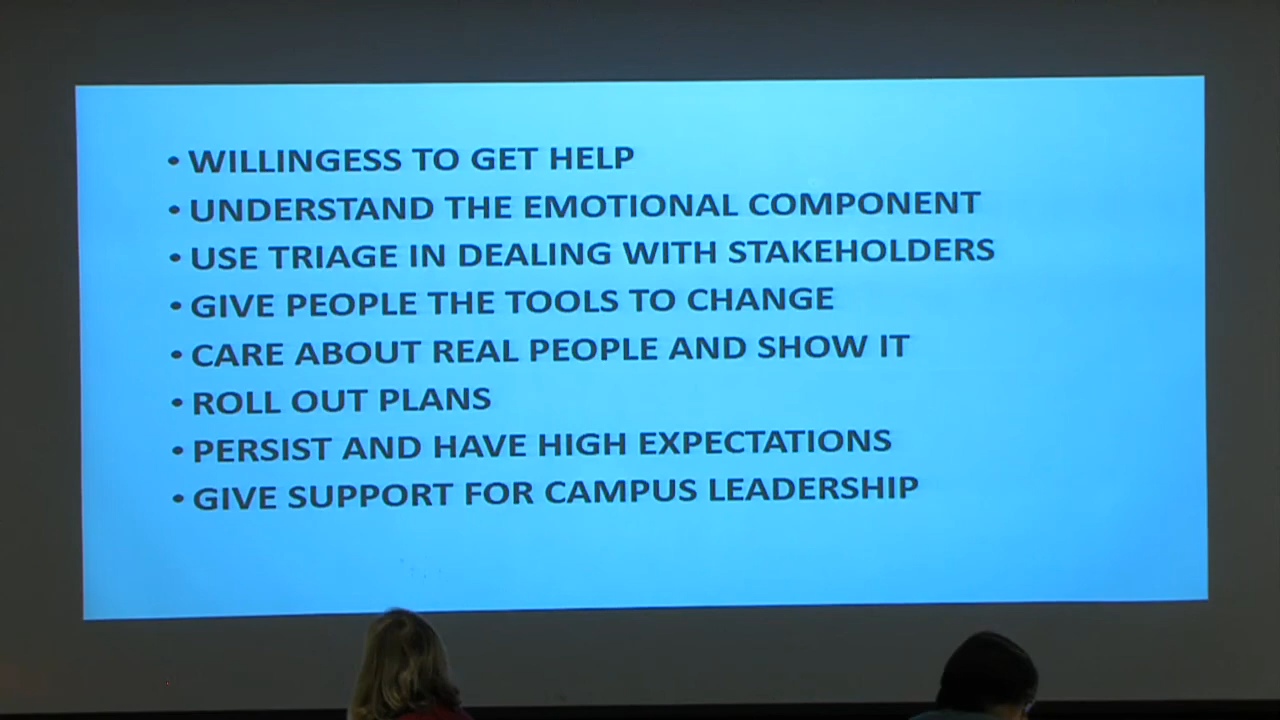 • WILLINGESS TO GET HELP
• UNDERSTAND THE EMOTIONAL COMPONENT
• USE TRIAGE IN DEALING WITH STAKEHOLDERS
• GIVE PEOPLE THE TOOLS TO CHANGE
• CARE ABOUT REAL PEOPLE AND SHOW IT
• ROLL OUT PLANS
• PERSIST AND HAVE HIGH EXPECTATIONS
• GIVE SUPPORT FOR CAMPUS LEADERSHIP